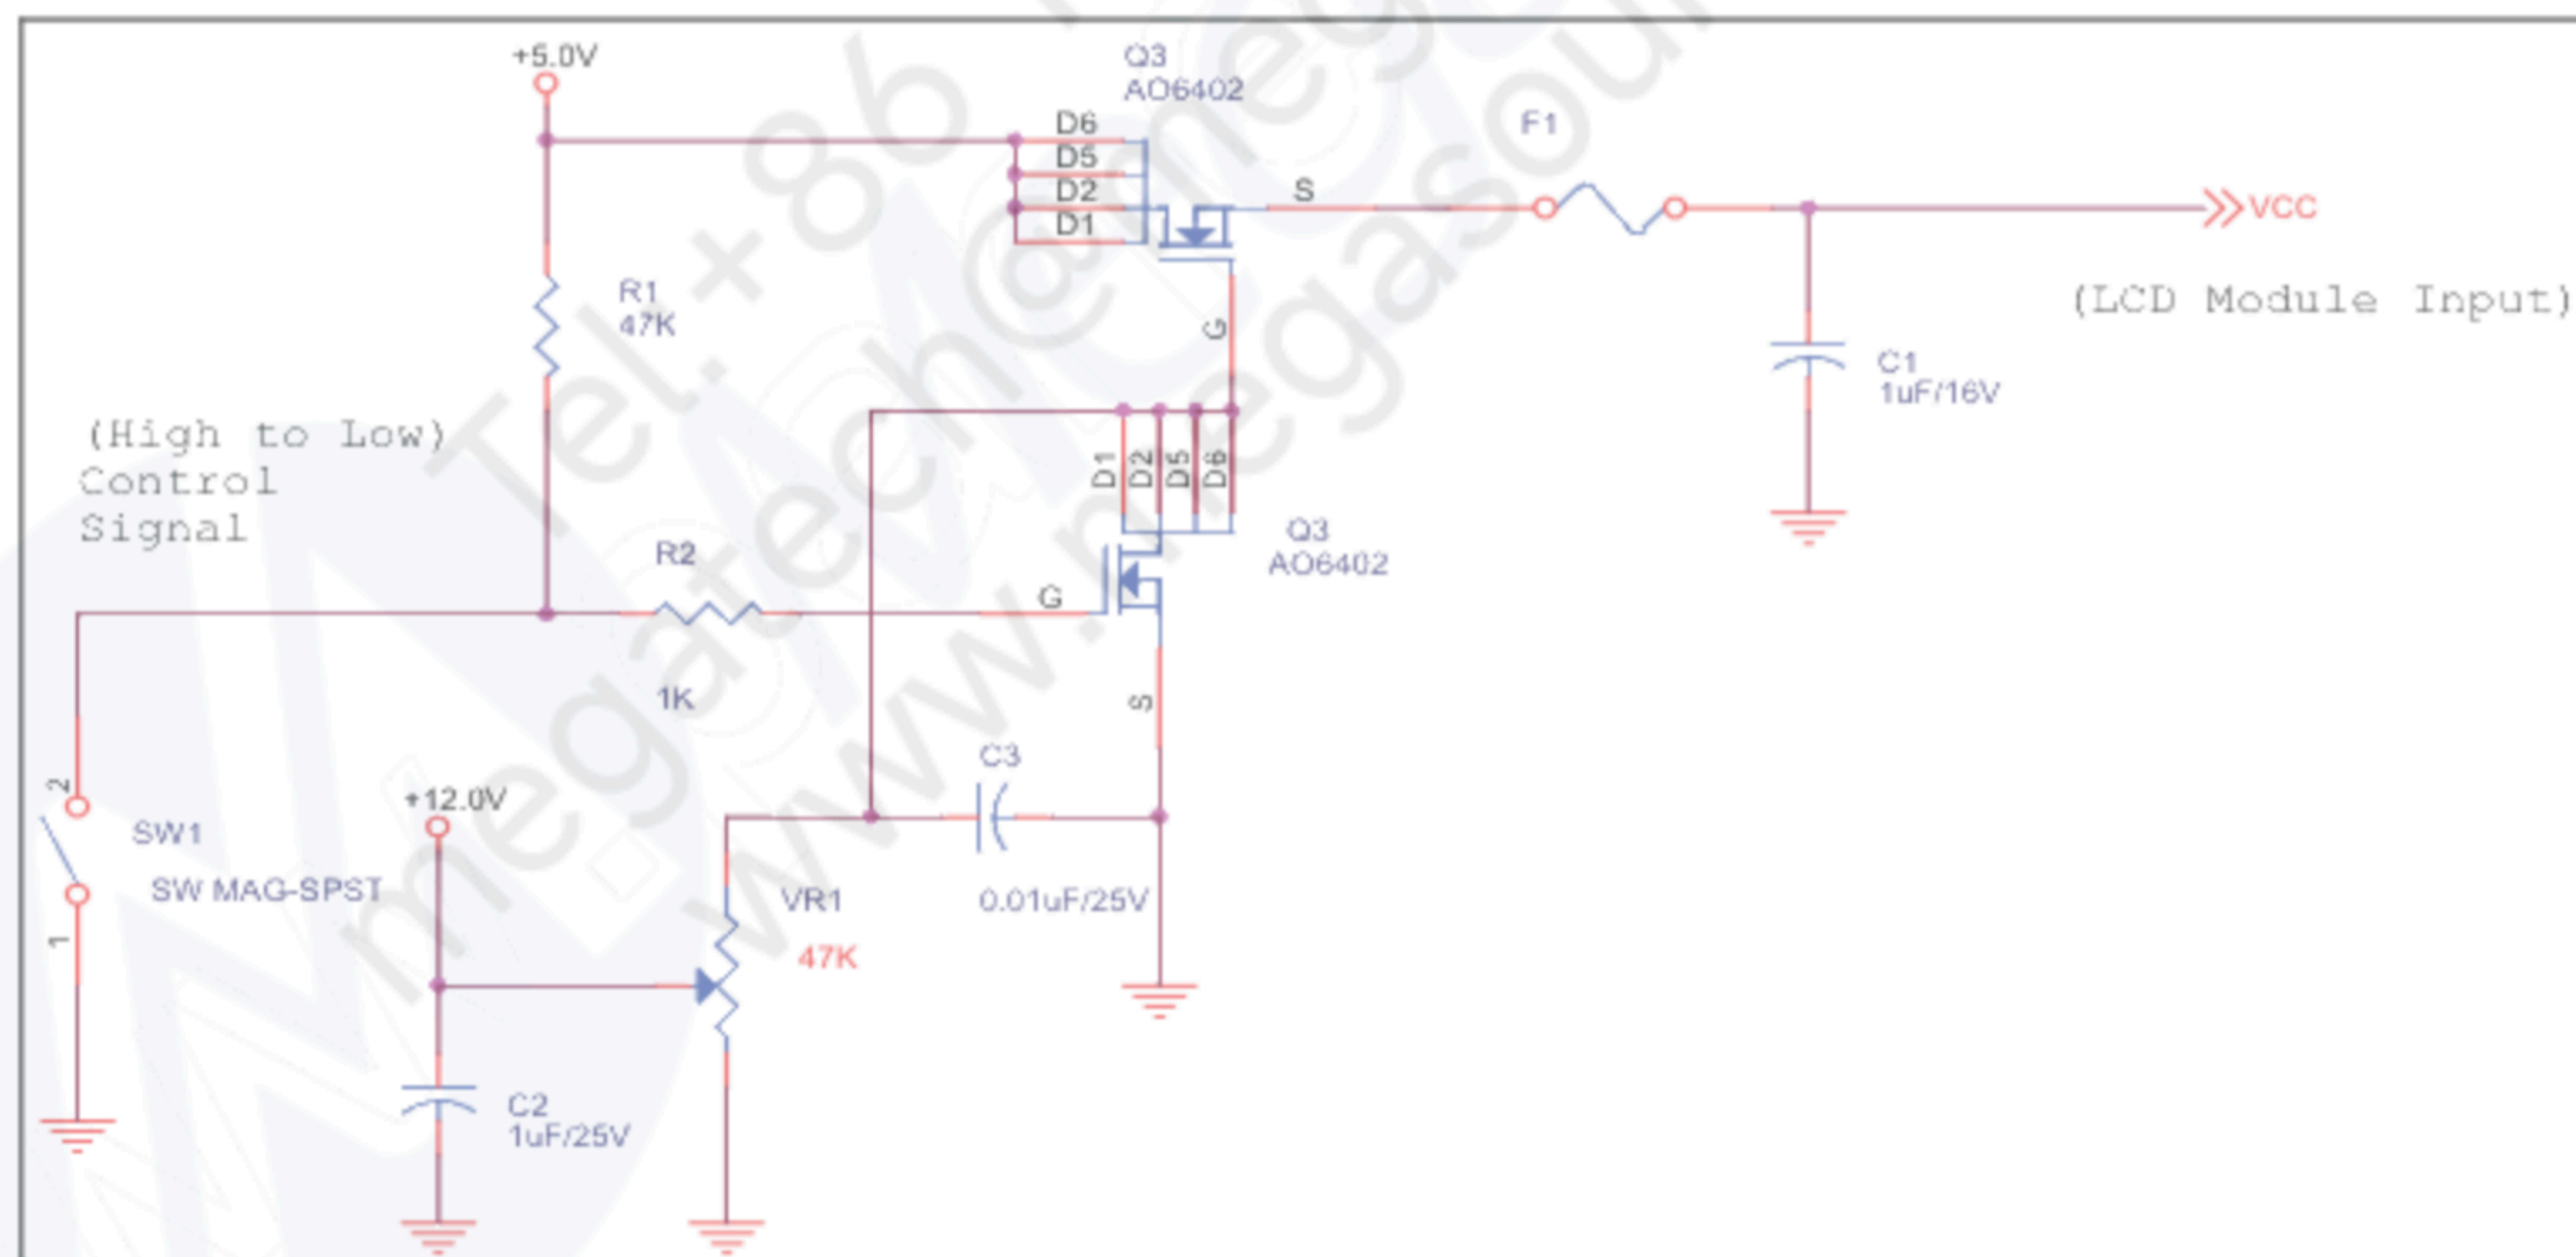 +5.0V
Q3
AO6402
F1
D6
D5
D2
D1
S
VCC
(LCD Module Input)
R1
47K
G
C1
1uF/16V
(High to Low)
Control
Signal
D1
D2
D5
D6
Q3
AO6402
R2
G
1K
S
C3
2
+12.0V
SW1
SW MAG-SPST
VR1
0.01uF/25V
1
47K
C2
1uF/25V
Tel.+86